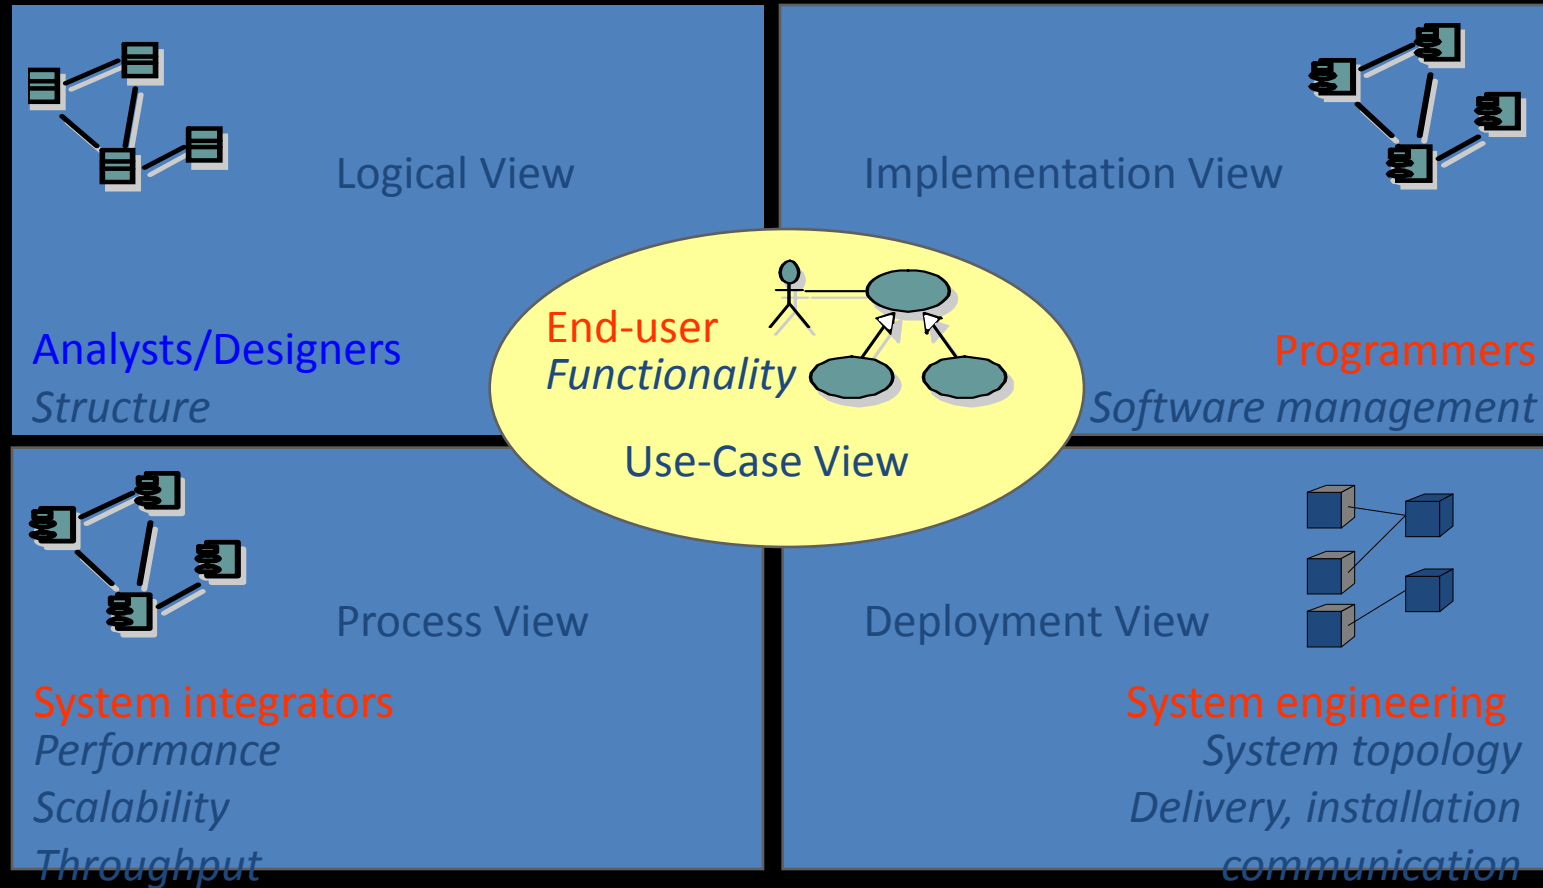 Logical View
Analysts/Designers
Structure
Implementation View
Programmers
Software management
End-user
Functionality
Use-Case View
Process View
System integrators
Performance
Scalability
Throughput
Deployment View
System engineering
System topology
Delivery, installation
communication